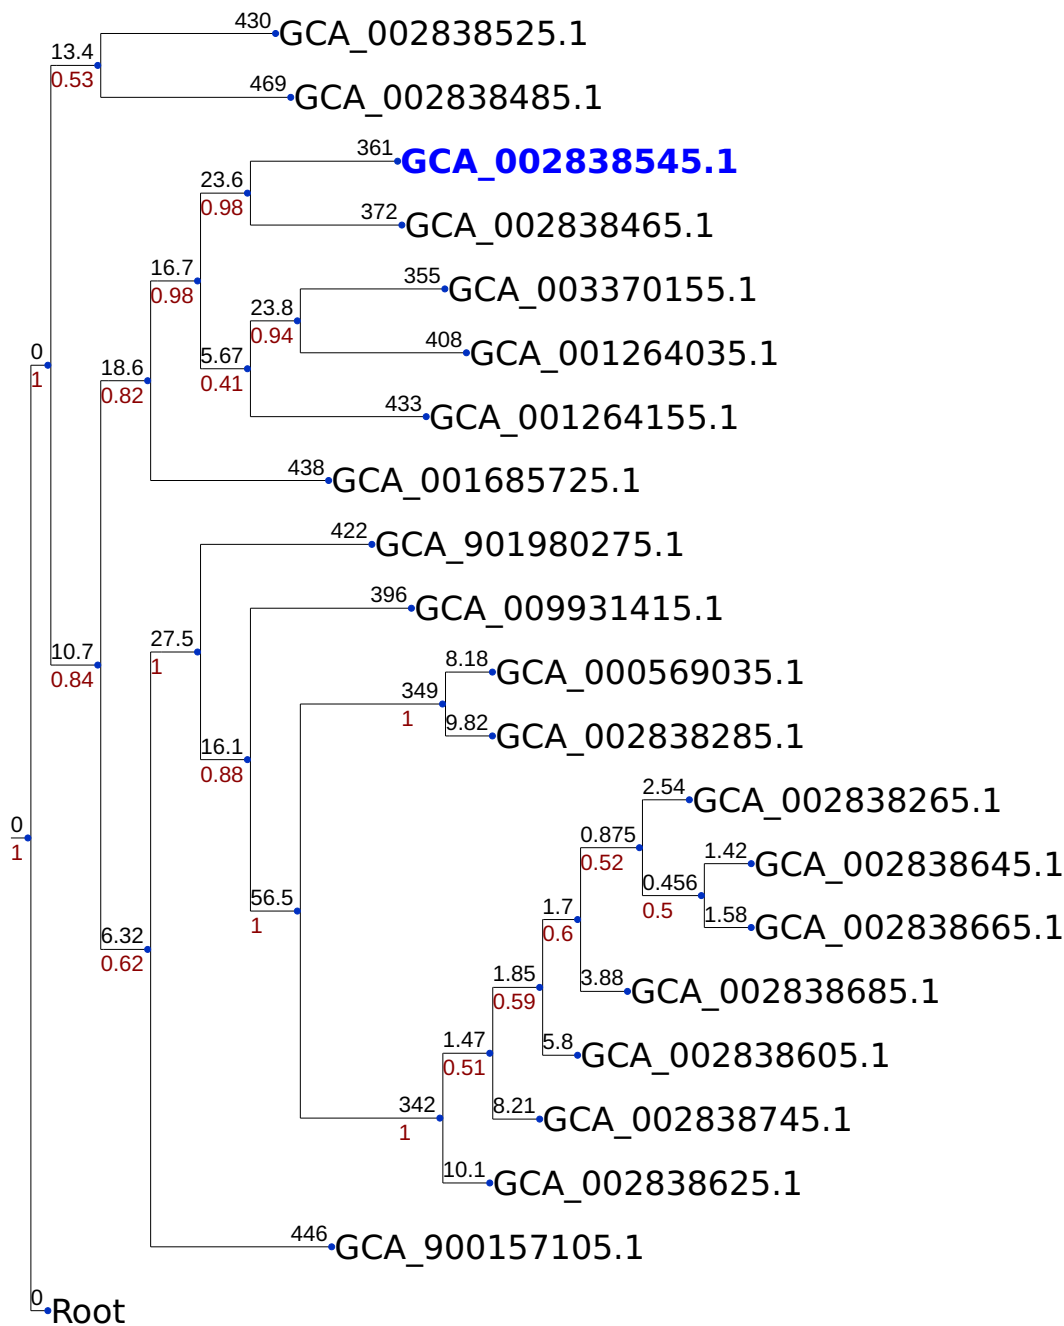 430 GCA_002838525.1
13.4
0.53
469 GCA_002838485.1
361 GCA_002838545.1
23.6
0.98
372 GCA_002838465.1
16.7
0.98
355 GCA_003370155.1
23.8
0.94
408 GCA_001264035.1
0
1
18.6
0.82
5.67
0.41
433 GCA_001264155.1
438 GCA_001685725.1
422 GCA_901980275.1
396 GCA_009931415.1
10.7
0.84
27.5
1
8.18 GCA_000569035.1
349
1
9.82 GCA_002838285.1
16.1
0.88
2.54 GCA_002838265.1
0
1
0.875
0.52
1.42 GCA_002838645.1
0.456
0.5
56.5
1
1.7
0.6
1.58 GCA_002838665.1
6.32
0.62
1.85
0.59
3.88 GCA_002838685.1
1.47
0.51
5.8 GCA_002838605.1
342
1
8.21 GCA_002838745.1
10.1 GCA_002838625.1
446 GCA_900157105.1
0 Root